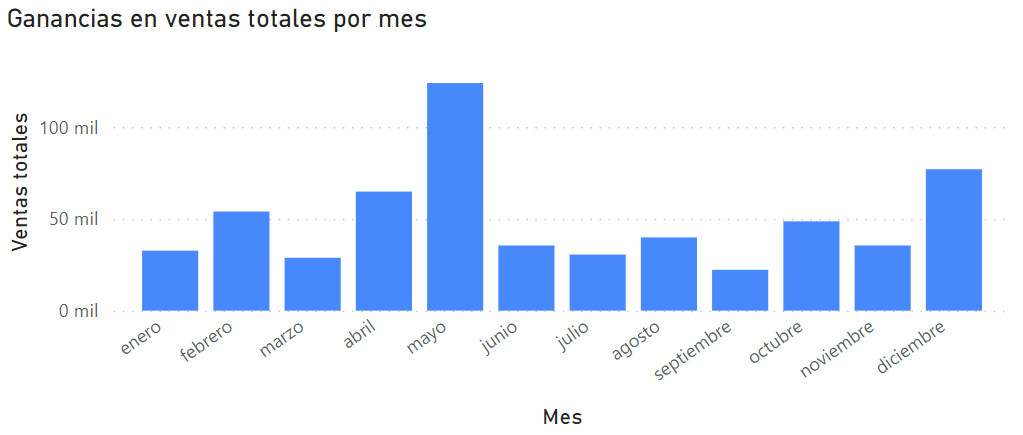 Ganancias en ventas totales por mes
Ventas totales
100 mil
50 mil
0 mil
enero
febrero
marzo
abril
mayo
junio
julio
agosto
septiembre
octubre
noviembre
diciembre
Mes